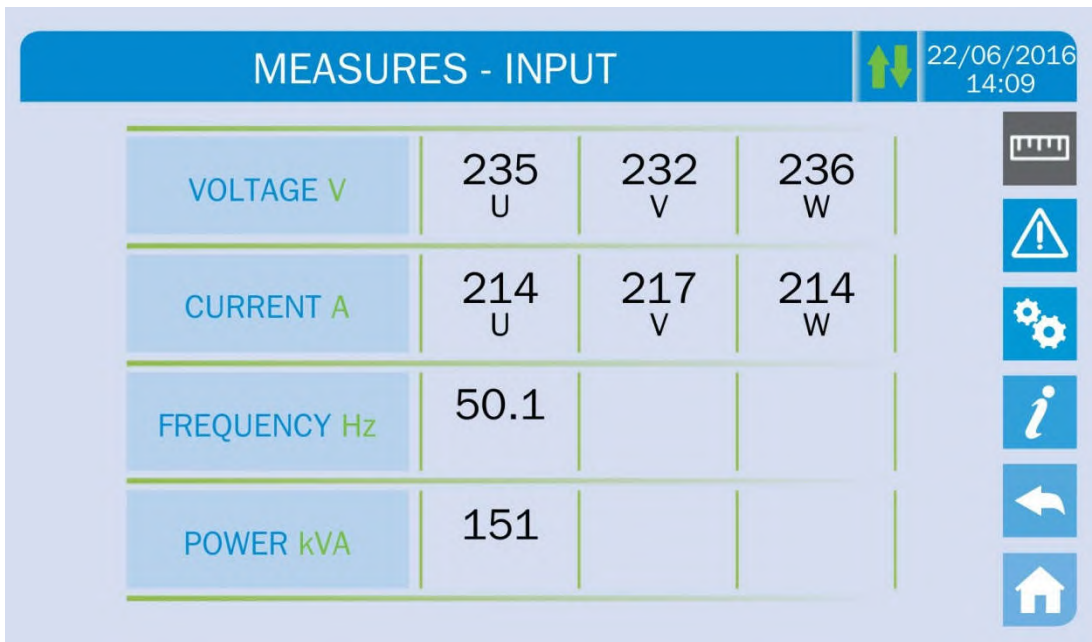 MEASURES - INPUT
22/06/2016
14:09
VOLTAGE V
235
U
232
V
236
W
CURRENT A
214
U
217
V
214
W
FREQUENCY Hz
50.1
POWER kVA
151
i